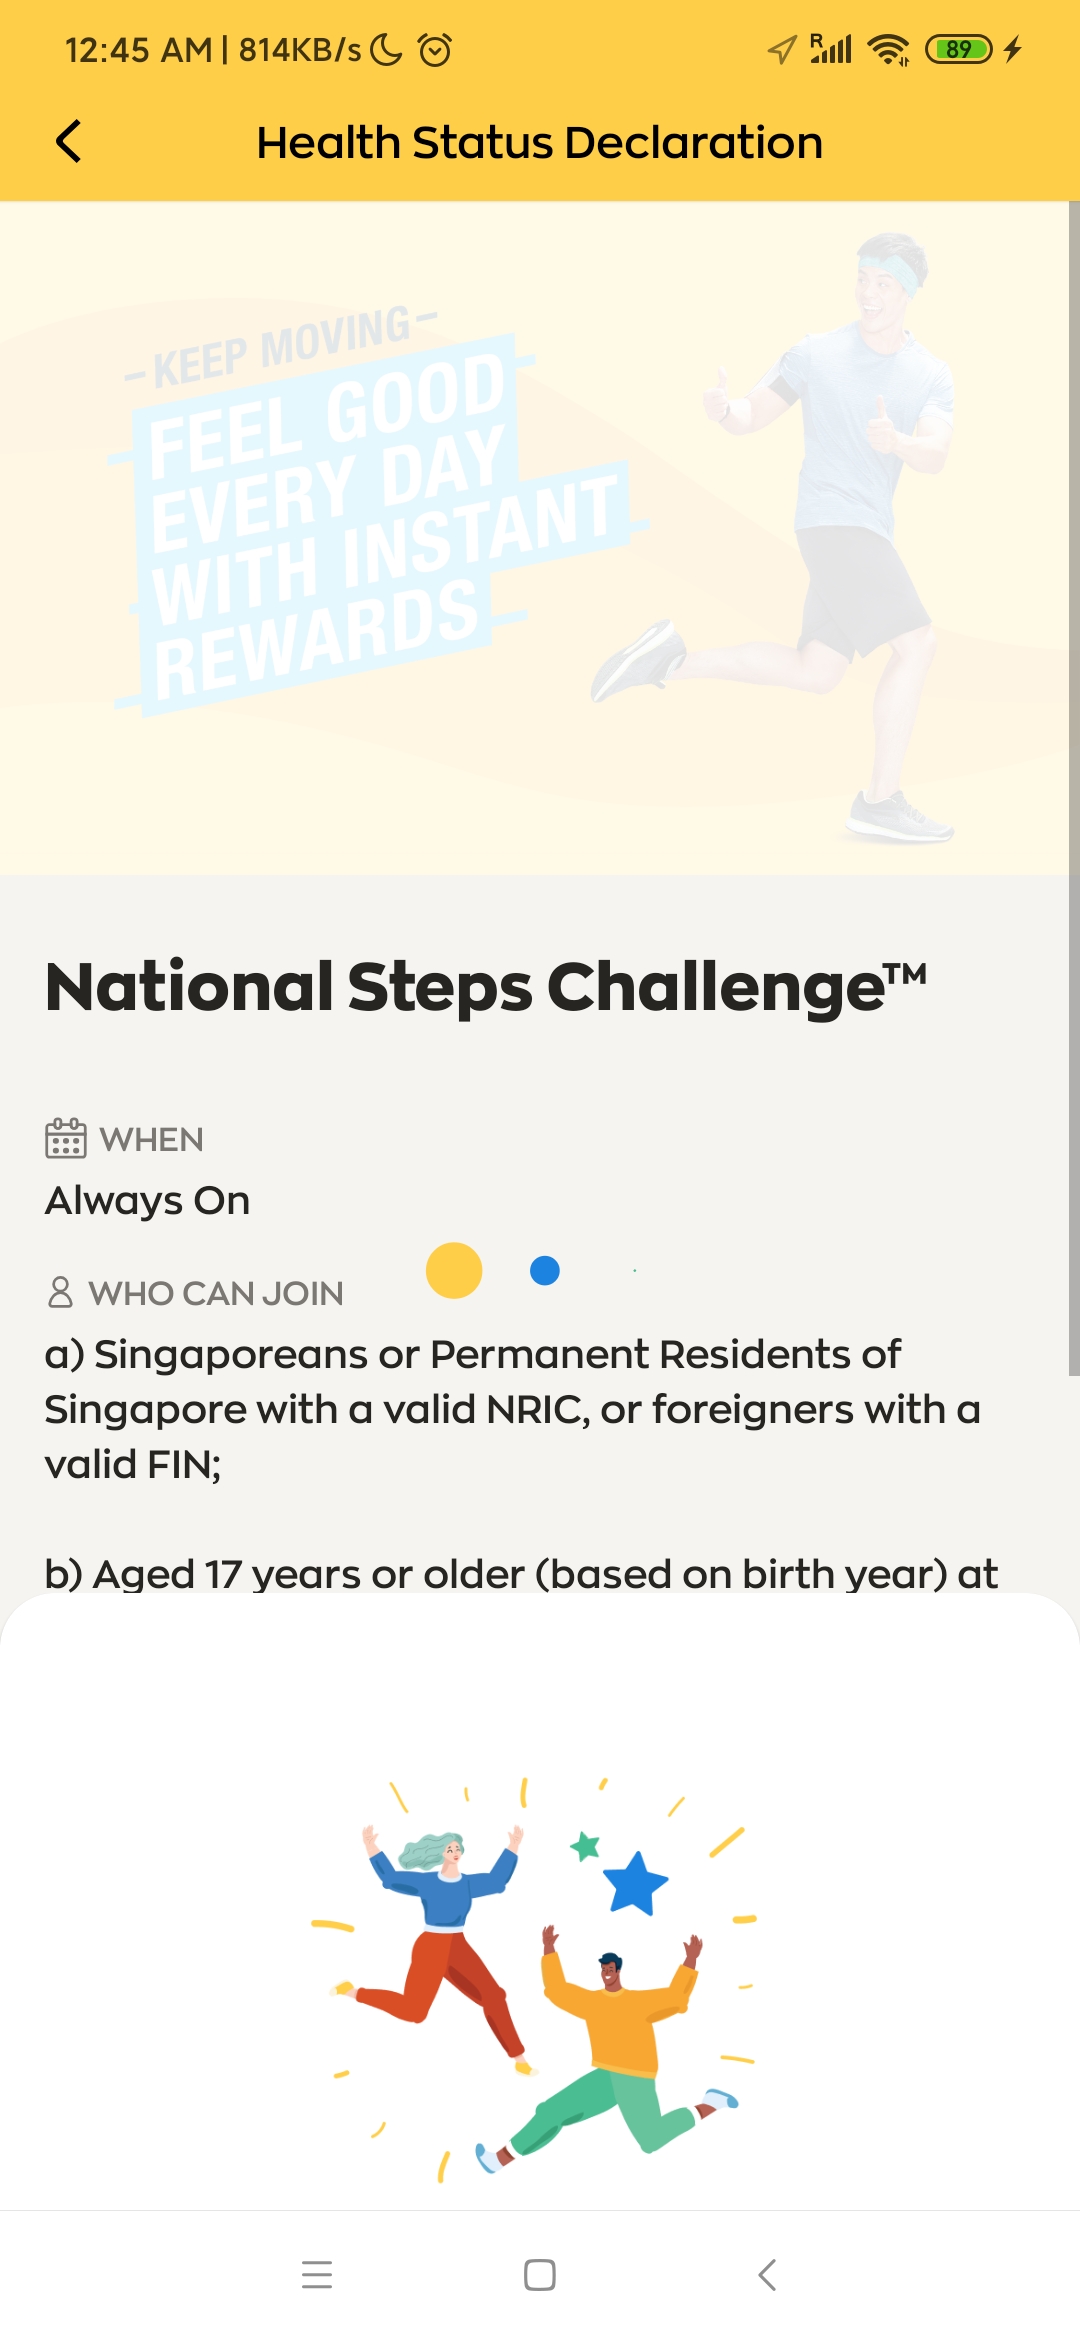 12:45 AM | 814KB/s
R
89
Health Status Declaration
-KEEP MOVING-
FEEL GOOD
EVERY DAY
WITH INSTANT
REWARDS
National Steps Challenge™
WHEN
Always On
WHO CAN JOIN
a) Singaporeans or Permanent Residents of
Singapore with a valid NRIC, or foreigners with a
valid FIN;
b) Aged 17 years or older (based on birth year) at